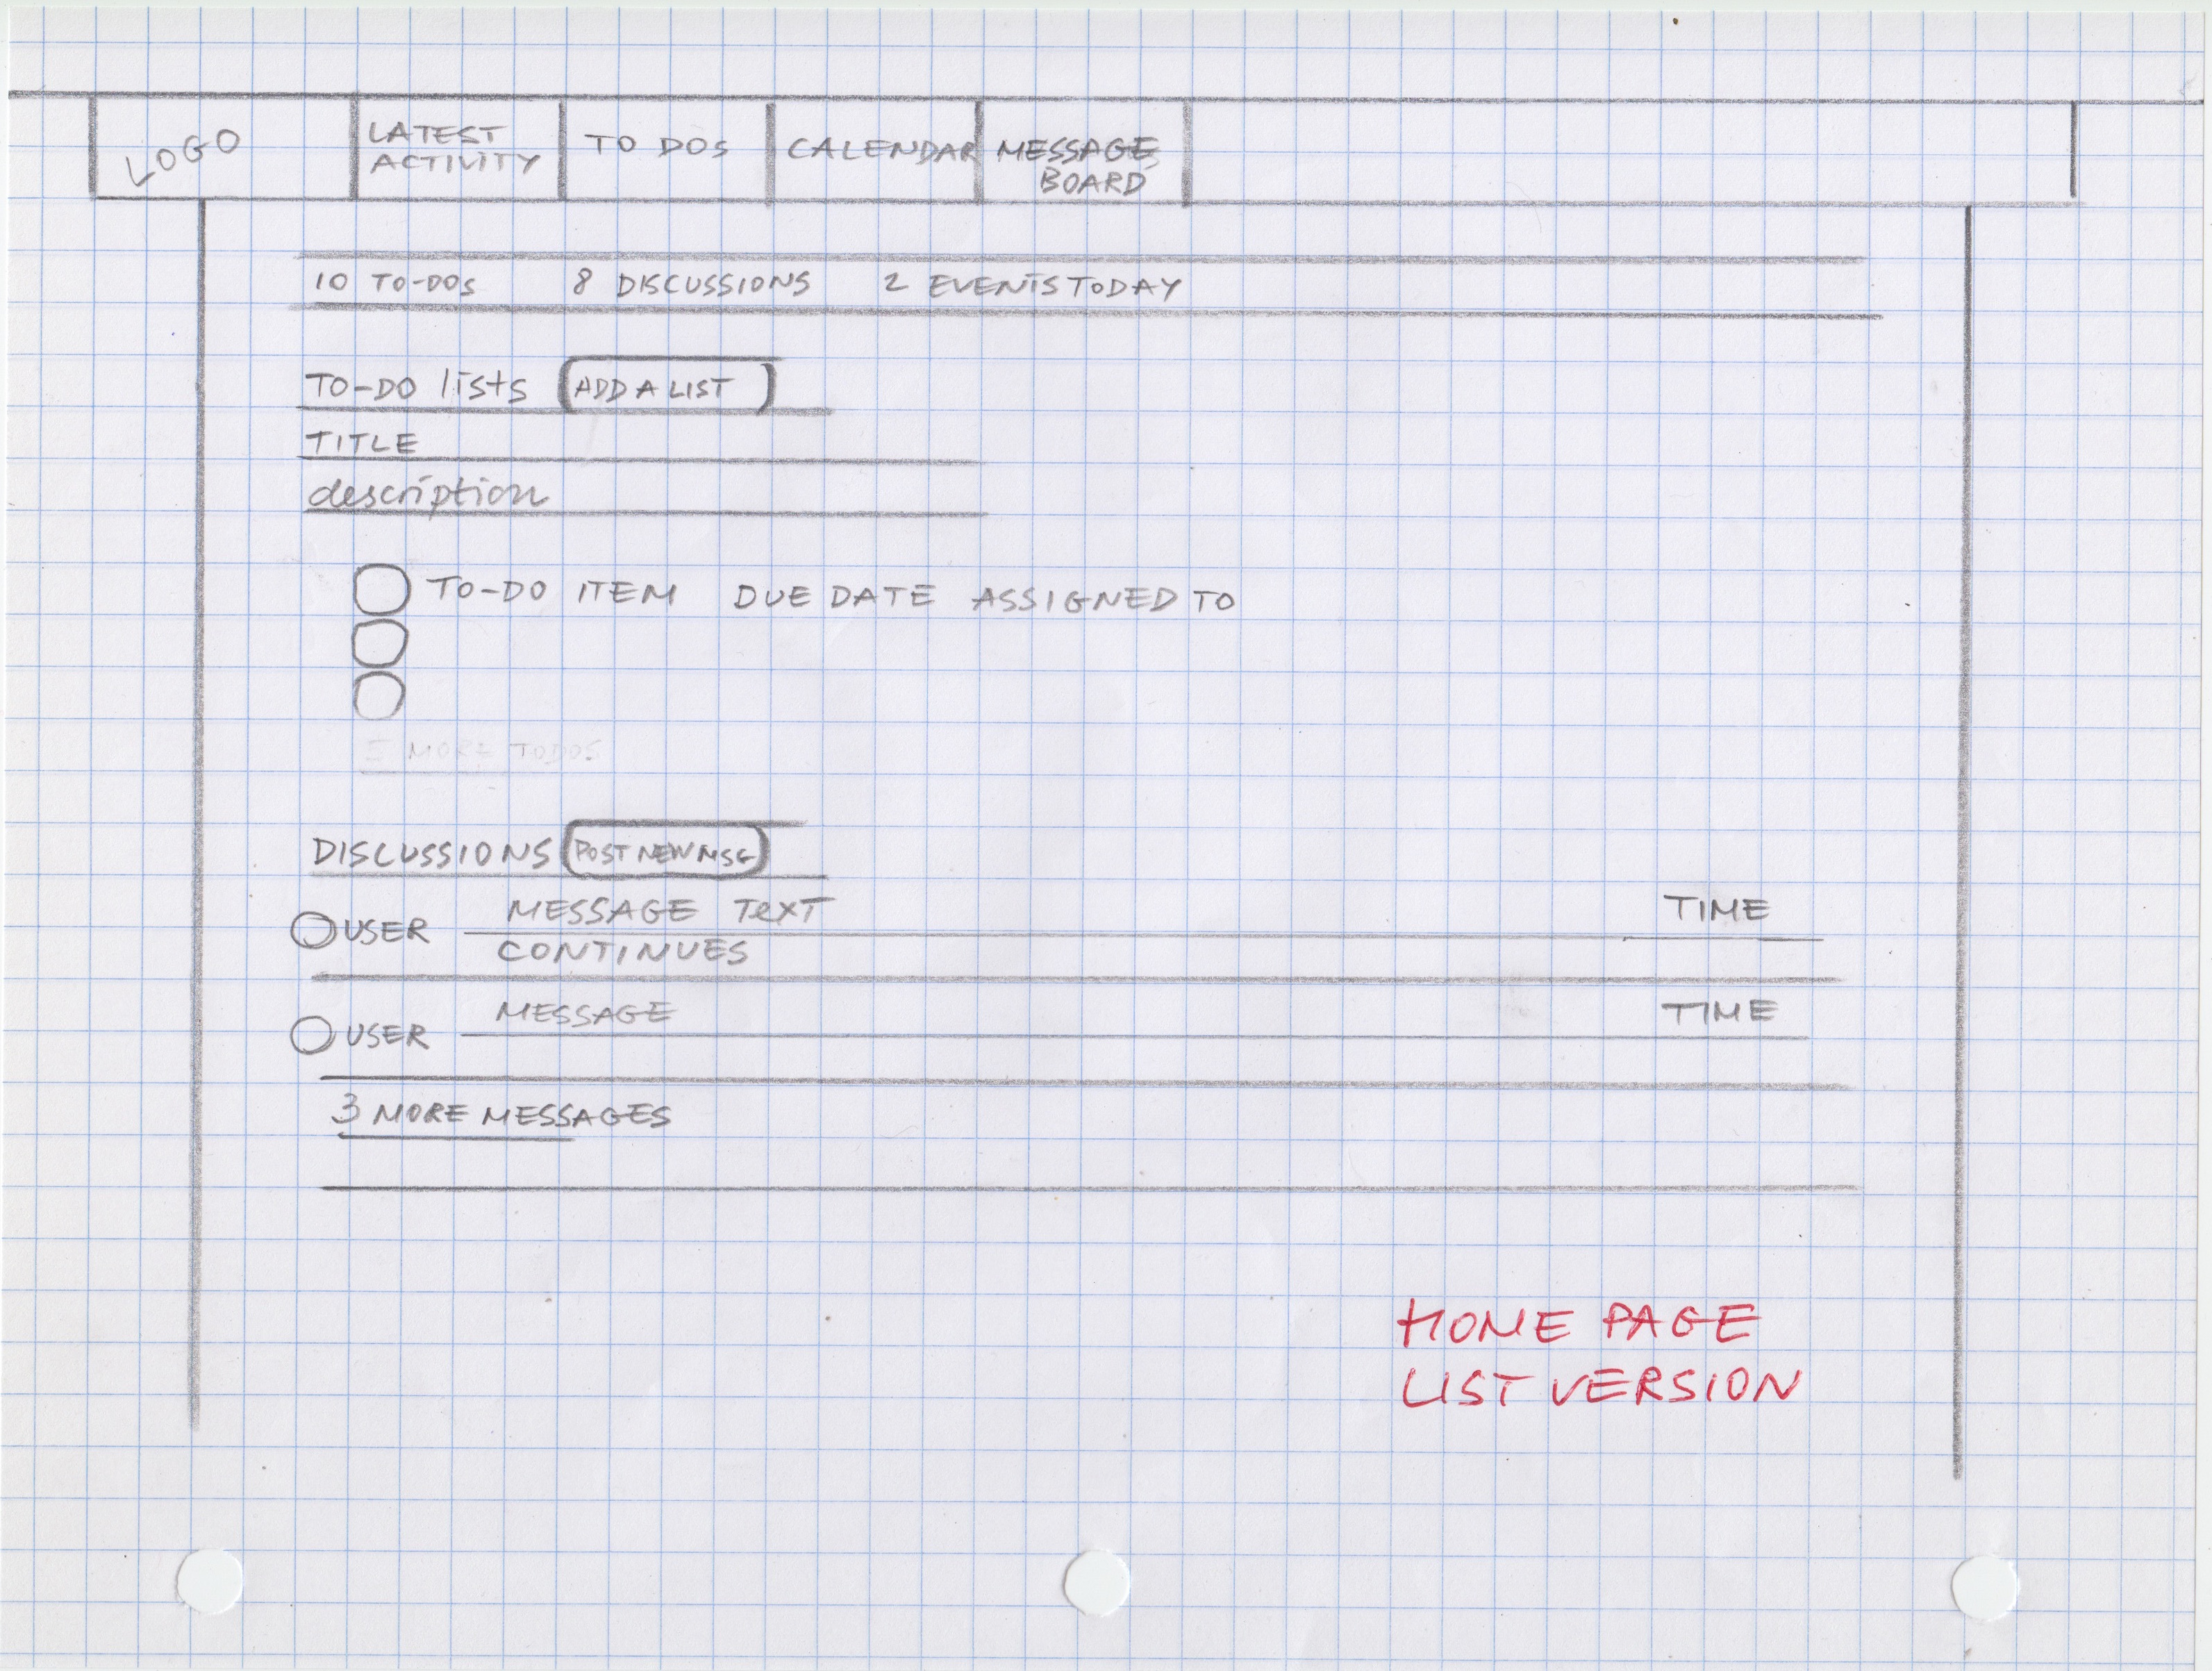 LOGO
LATEST
ACTIVITY
TO DOS
CALENDAR
MESSAGE
BOARD
10 TO-DOS 8 DISCUSSIONS 2 EVENTS TODAY
TO-DO lists ADD A LIST
TITLE
description
TO-DO ITEM DUE DATE ASSIGNED TO
MORE TODOS
DISCUSSIONS POST NEW MSG
USER MESSAGE TEXT TIME
CONTINUES
USER MESSAGE TIME
3 MORE MESSAGES
HOME PAGE
LIST VERSION